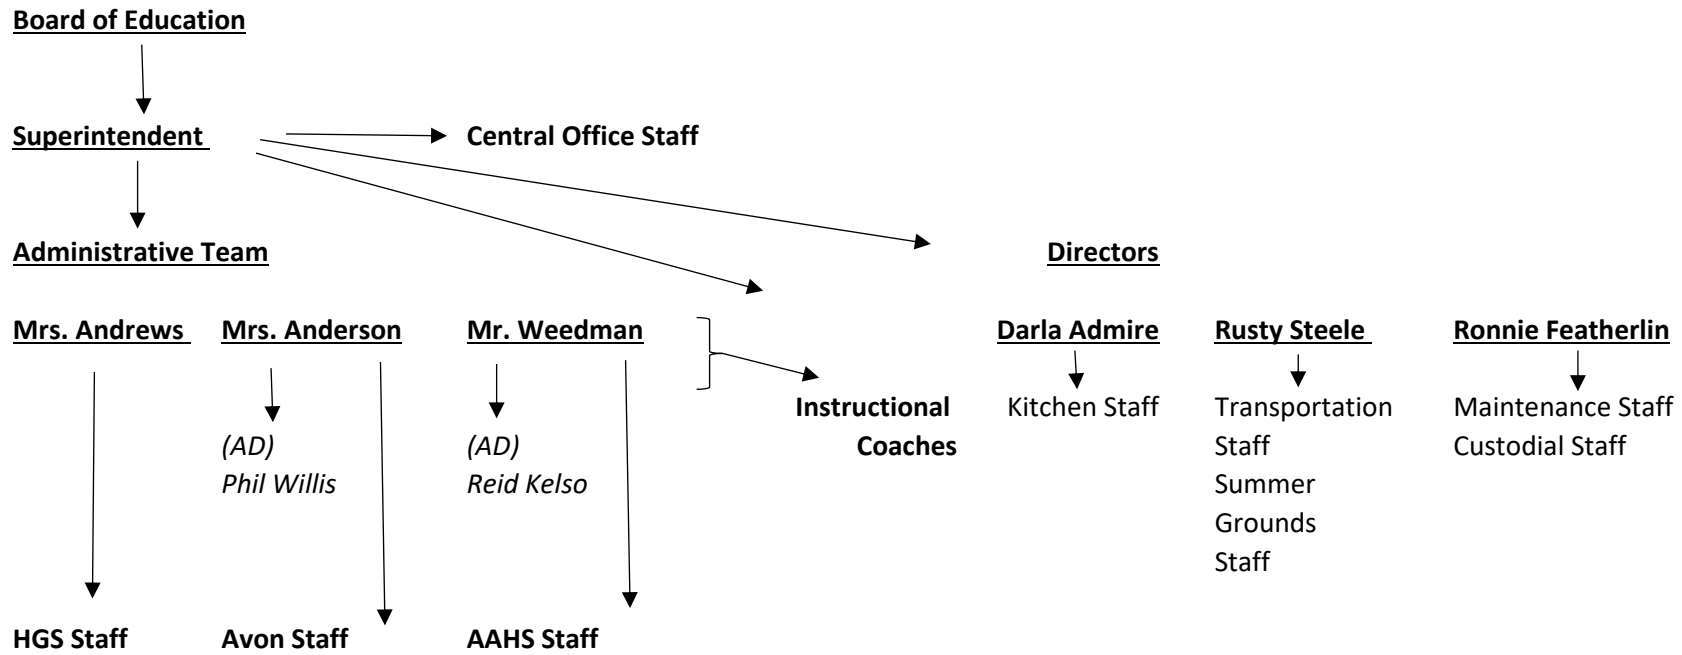 Board of Education
Superintendent
Central Office Staff
Administrative Team
Directors
Mrs. Andrews
Mrs. Anderson
Mr. Weedman
Darla Admire
Rusty Steele
Ronnie Featherlin
(AD)
Phil Willis
(AD)
Reid Kelso
Instructional
Coaches
Kitchen Staff
Transportation
Staff
Summer
Grounds
Staff
Maintenance Staff
Custodial Staff
HGS Staff
Avon Staff
AAHS Staff